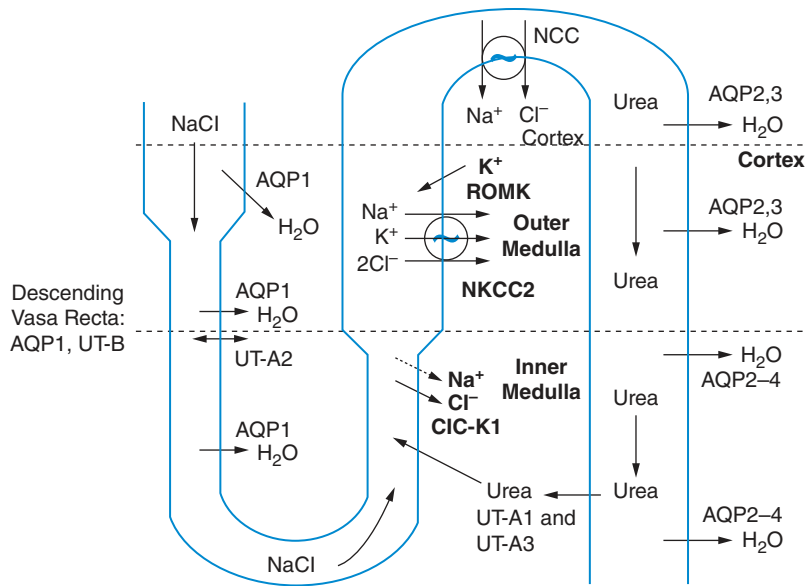 NCC
Na⁺ Cl⁻
Cortex
Urea
AQP2,3
H₂O
Cortex
NaCl
AQP1
H₂O
K⁺
ROMK
Na⁺
K⁺
2Cl⁻
Outer
Medulla
NKCC2
AQP2,3
H₂O
Urea
Descending
Vasa Recta:
AQP1, UT-B
AQP1
H₂O
UT-A2
AQP1
H₂O
NaCl
Na⁺
Cl⁻
ClC-K1
Inner
Medulla
H₂O
AQP2–4
Urea
Urea
Urea
UT-A1 and
UT-A3
AQP2–4
H₂O